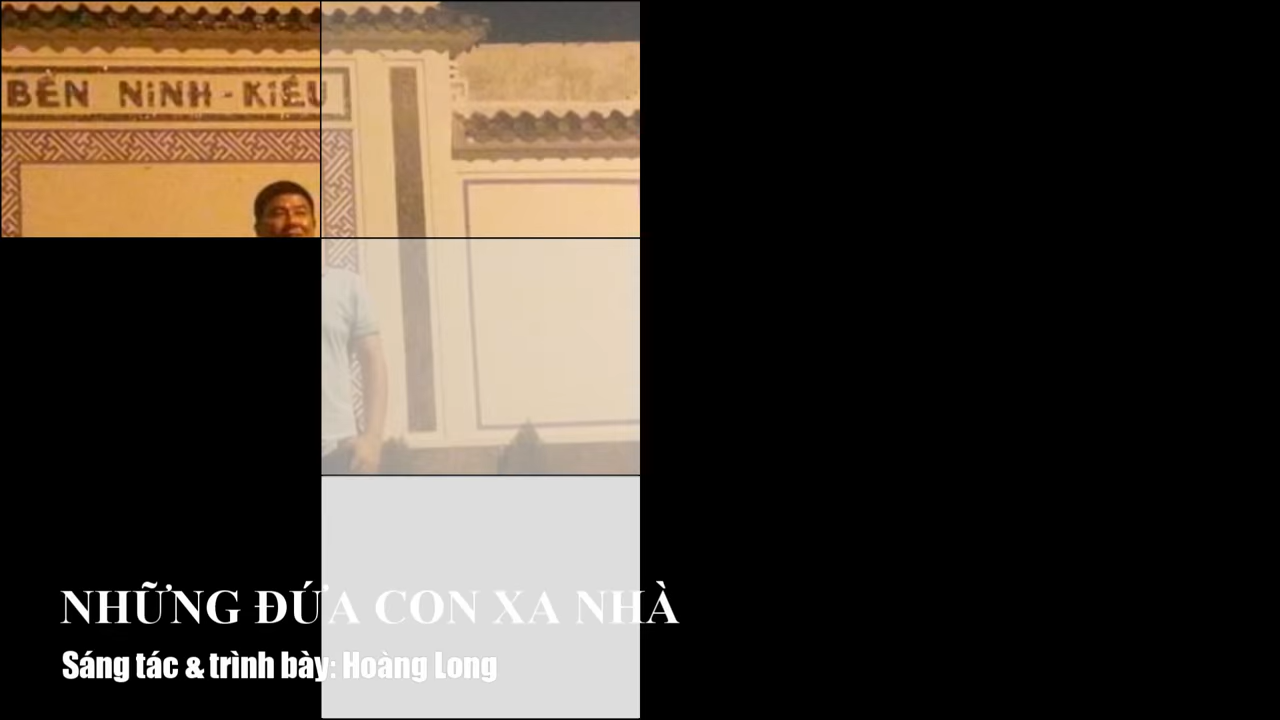 BẾN NINH-KIỀU
NHỮNG ĐỨA CON XA NHÀ
Sáng tác & trình bày: Hoàng Long